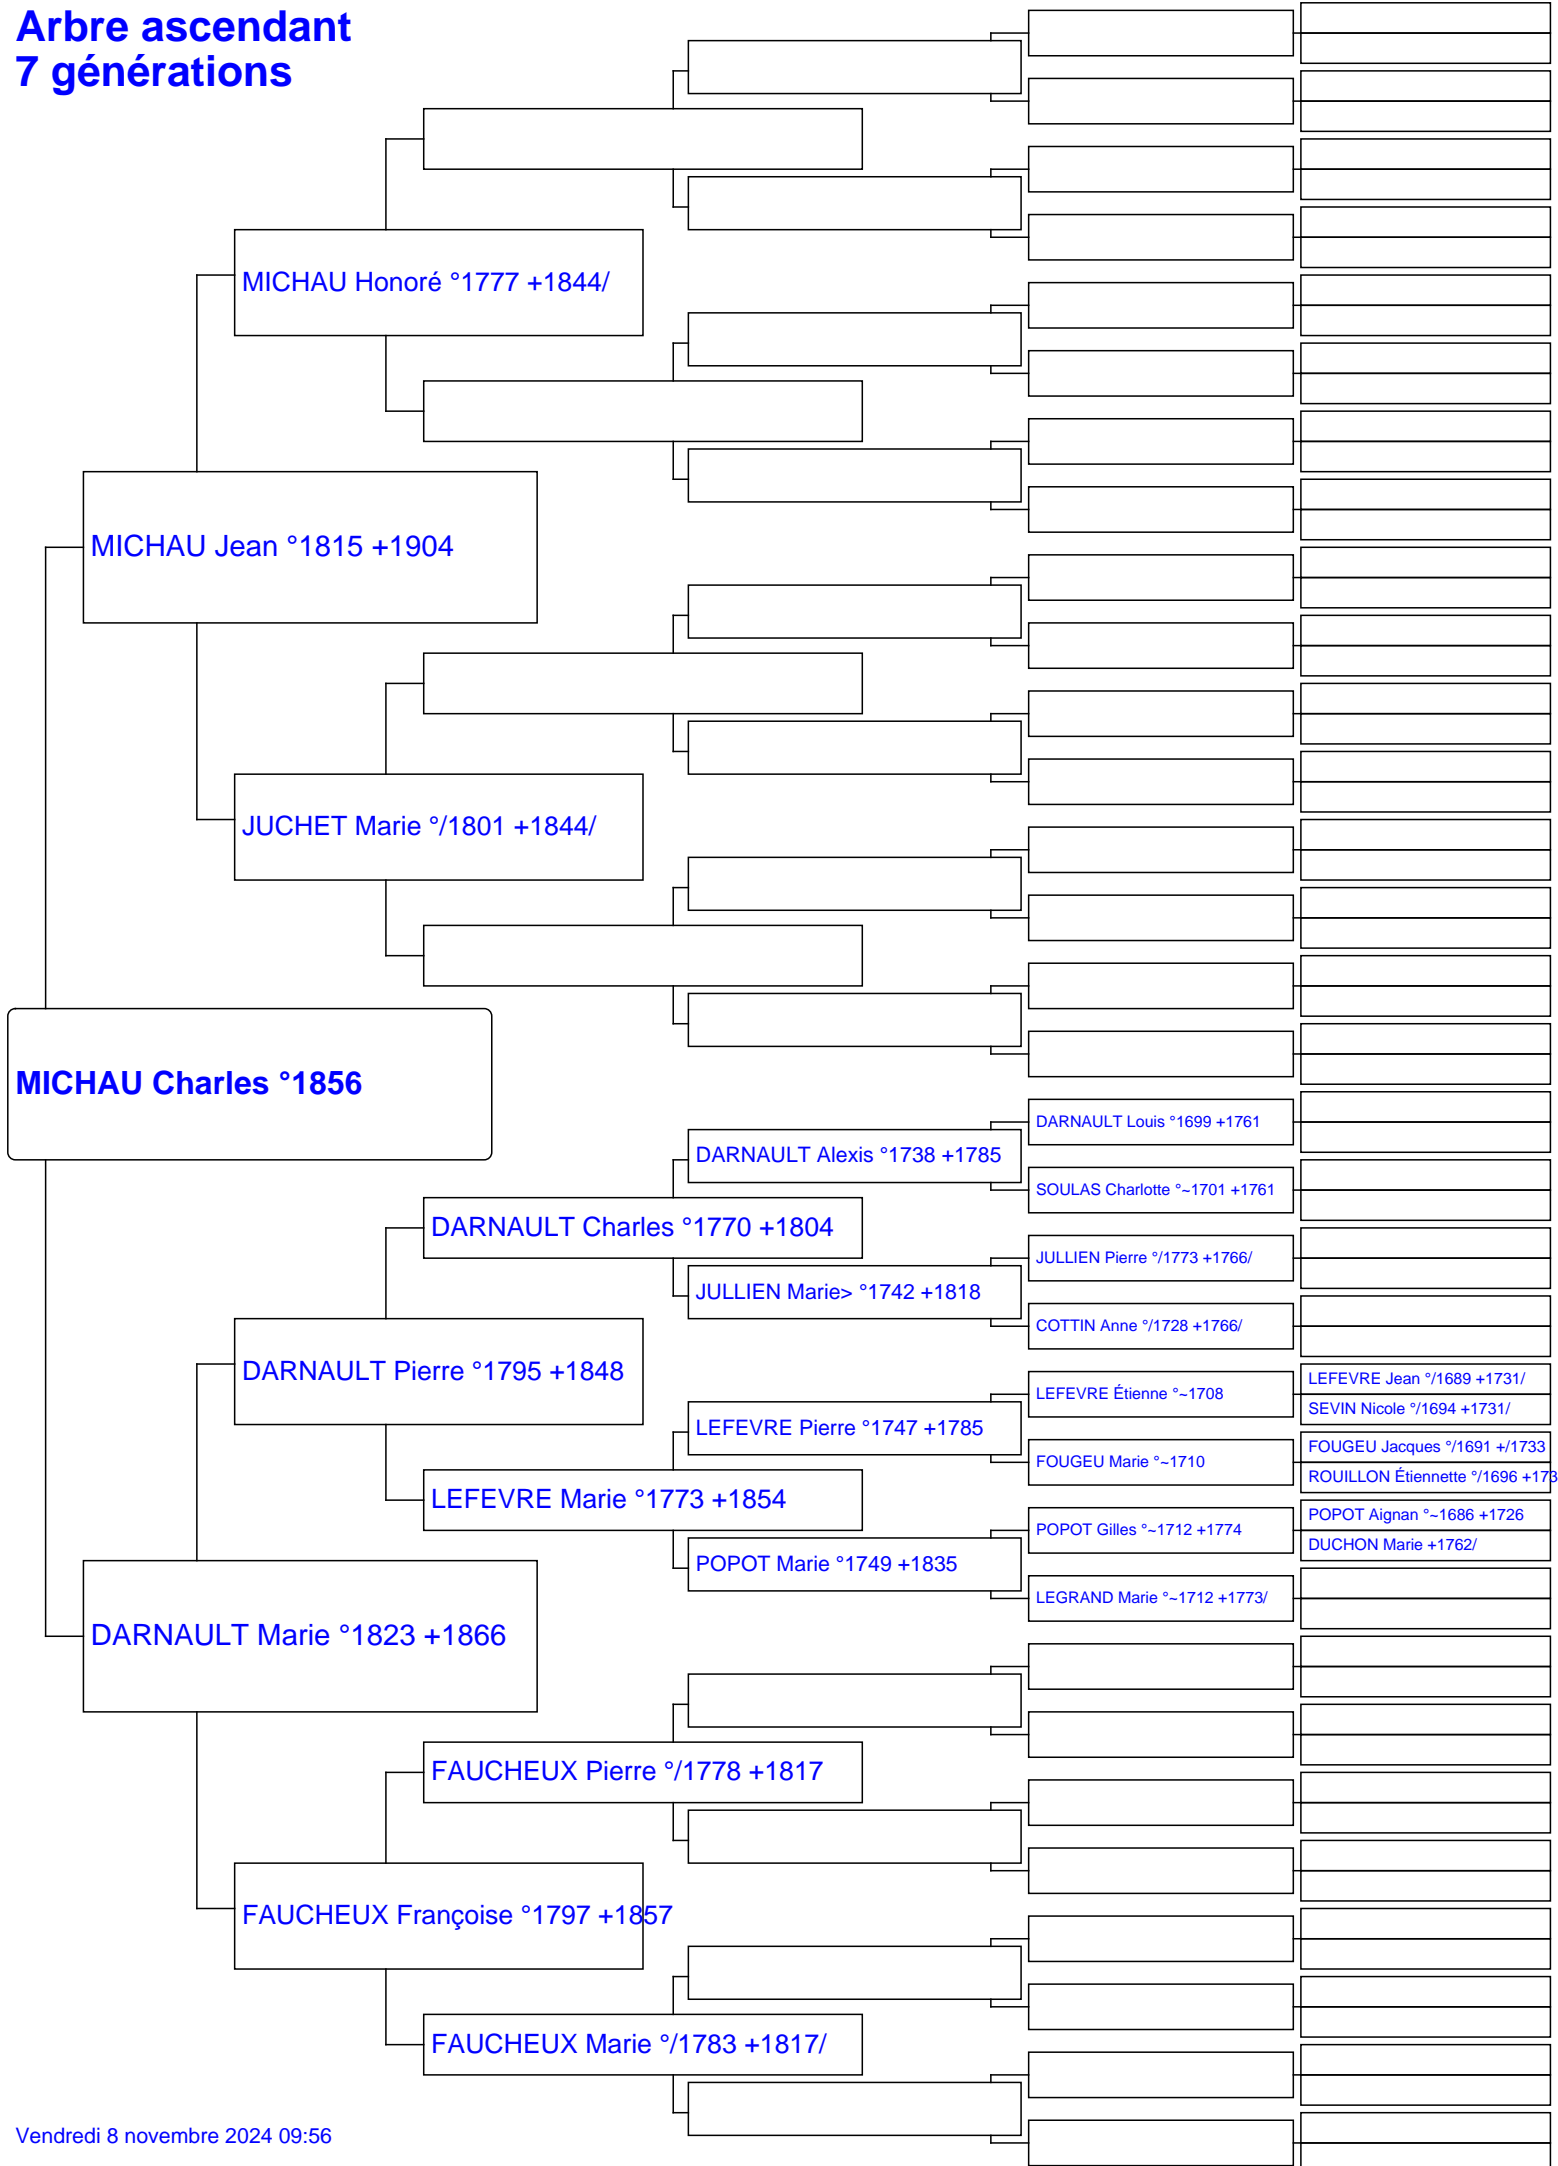 Arbre ascendant
7 générations
MICHAU Honoré °1777 +1844/
MICHAU Jean °1815 +1904
JUCHET Marie °/1801 +1844/
MICHAU Charles °1856
DARNAULT Louis °1699 +1761
DARNAULT Alexis °1738 +1785
SOULAS Charlotte °~1701 +1761
DARNAULT Charles °1770 +1804
JULLIEN Pierre °/1773 +1766/
JULLIEN Marie> °1742 +1818
COTTIN Anne °/1728 +1766/
DARNAULT Pierre °1795 +1848
LEFEVRE Jean °/1689 +1731/
LEFEVRE Étienne °~1708
SEVIN Nicole °/1694 +1731/
LEFEVRE Pierre °1747 +1785
FOUGEU Jacques °/1691 +/1733
FOUGEU Marie °~1710
ROUILLON Étiennette °/1696 +173
LEFEVRE Marie °1773 +1854
POPOT Aignan °~1686 +1726
POPOT Gilles °~1712 +1774
DUCHON Marie +1762/
POPOT Marie °1749 +1835
LEGRAND Marie °~1712 +1773/
DARNAULT Marie °1823 +1866
FAUCHEUX Pierre °/1778 +1817
FAUCHEUX Françoise °1797 +1857
FAUCHEUX Marie °/1783 +1817/
Vendredi 8 novembre 2024 09:56